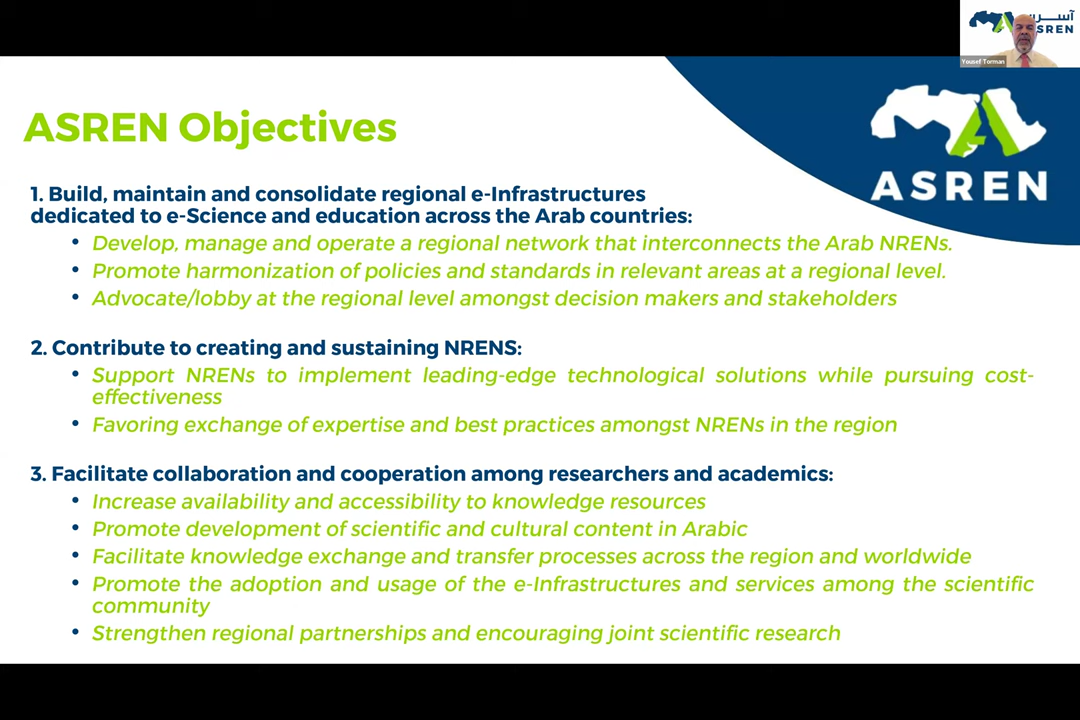 آسرين
ASREN
Yousef Torman
ASREN
ASREN Objectives
1. Build, maintain and consolidate regional e-Infrastructures
dedicated to e-Science and education across the Arab countries:
• Develop, manage and operate a regional network that interconnects the Arab NRENs.
• Promote harmonization of policies and standards in relevant areas at a regional level.
• Advocate/lobby at the regional level amongst decision makers and stakeholders
2. Contribute to creating and sustaining NRENS:
• Support NRENs to implement leading-edge technological solutions while pursuing cost-
effectiveness
• Favoring exchange of expertise and best practices amongst NRENs in the region
3. Facilitate collaboration and cooperation among researchers and academics:
• Increase availability and accessibility to knowledge resources
• Promote development of scientific and cultural content in Arabic
• Facilitate knowledge exchange and transfer processes across the region and worldwide
• Promote the adoption and usage of the e-Infrastructures and services among the scientific
community
• Strengthen regional partnerships and encouraging joint scientific research